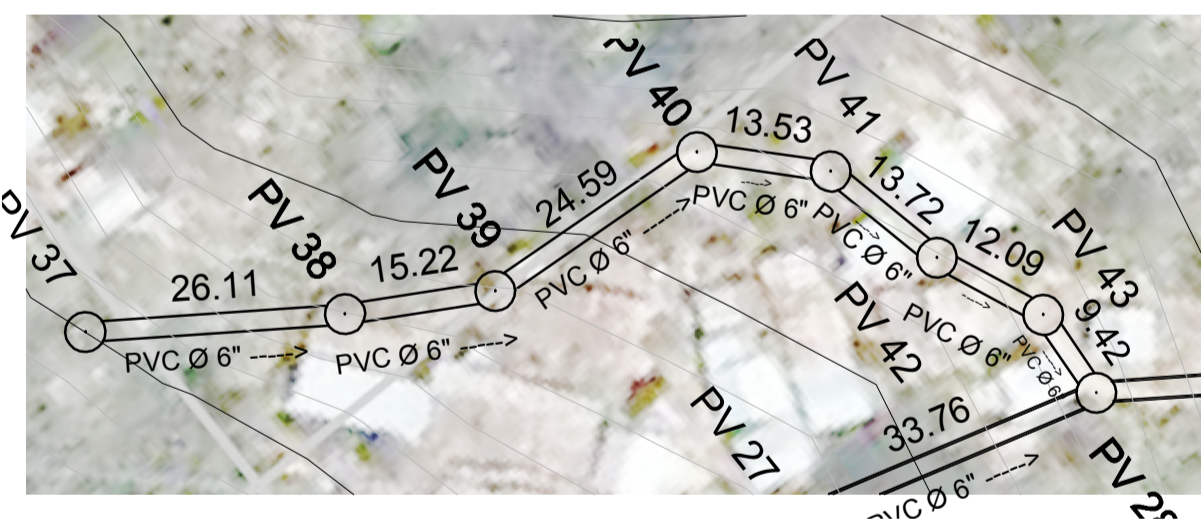 PV 37
26.11
PVC Ø 6"
PV 38
15.22
PVC Ø 6"
PV 39
24.59
PVC Ø 6"
PV 40
13.53
PVC Ø 6"
PV 41
13.72
PVC Ø 6"
PV 42
12.09
PVC Ø 6"
PV 43
9.42
PVC Ø 6
PV 27
33.76
PVC Ø 6"
PV